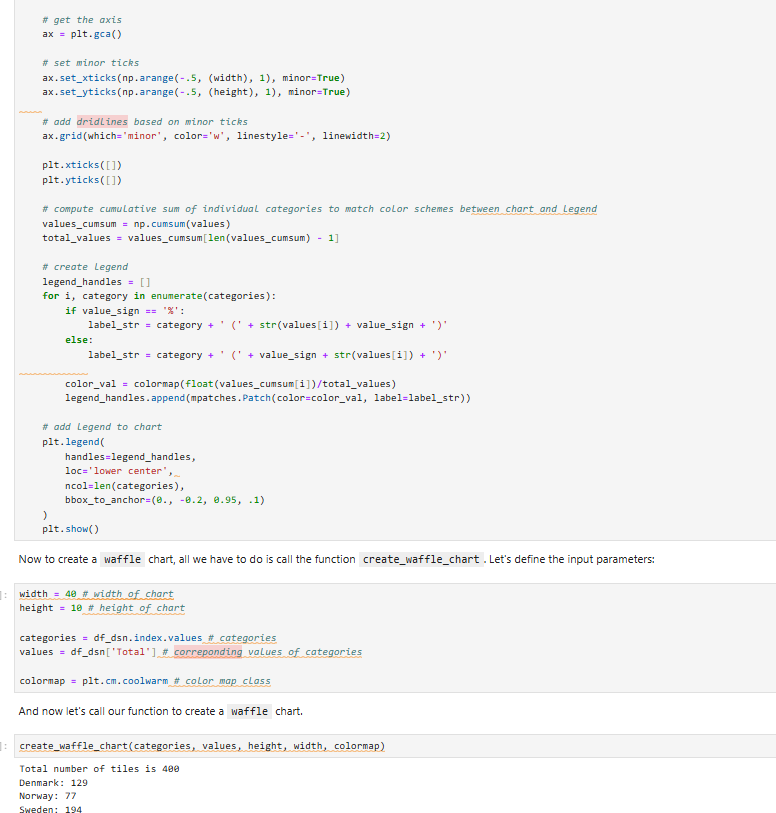 # get the axis
ax = plt.gca()
# set minor ticks
ax.set_xticks(np.arange(-.5, (width), 1), minor=True)
ax.set_yticks(np.arange(-.5, (height), 1), minor=True)
# add dridlines based on minor ticks
ax.grid(which='minor', color='w', linestyle='-', linewidth=2)
plt.xticks([])
plt.yticks([])
# compute cumulative sum of individual categories to match color schemes between chart and legend
values_cumsum = np.cumsum(values)
total_values = values_cumsum[len(values_cumsum) - 1]
# create legend
legend_handles = []
for i, category in enumerate(categories):
if value_sign == '%':
label_str = category + ' (' + str(values[i]) + value_sign + ')'
else:
label_str = category + ' (' + value_sign + str(values[i]) + ')'
color_val = colormap(float(values_cumsum[i])/total_values)
legend_handles.append(mpatches.Patch(color=color_val, label=label_str))
# add legend to chart
plt.legend(
handles=legend_handles,
loc='lower center',
ncol=len(categories),
bbox_to_anchor=(0., -0.2, 0.95, .1)
)
plt.show()
Now to create a waffle chart, all we have to do is call the function create_waffle_chart . Let's define the input parameters:
]:
width = 40 # width of chart
height = 10 # height of chart
categories = df_dsn.index.values # categories
values = df_dsn['Total'] # correponding values of categories
colormap = plt.cm.coolwarm # color map class
And now let's call our function to create a waffle chart.
]:
create_waffle_chart(categories, values, height, width, colormap)
Total number of tiles is 400
Denmark: 129
Norway: 77
Sweden: 194